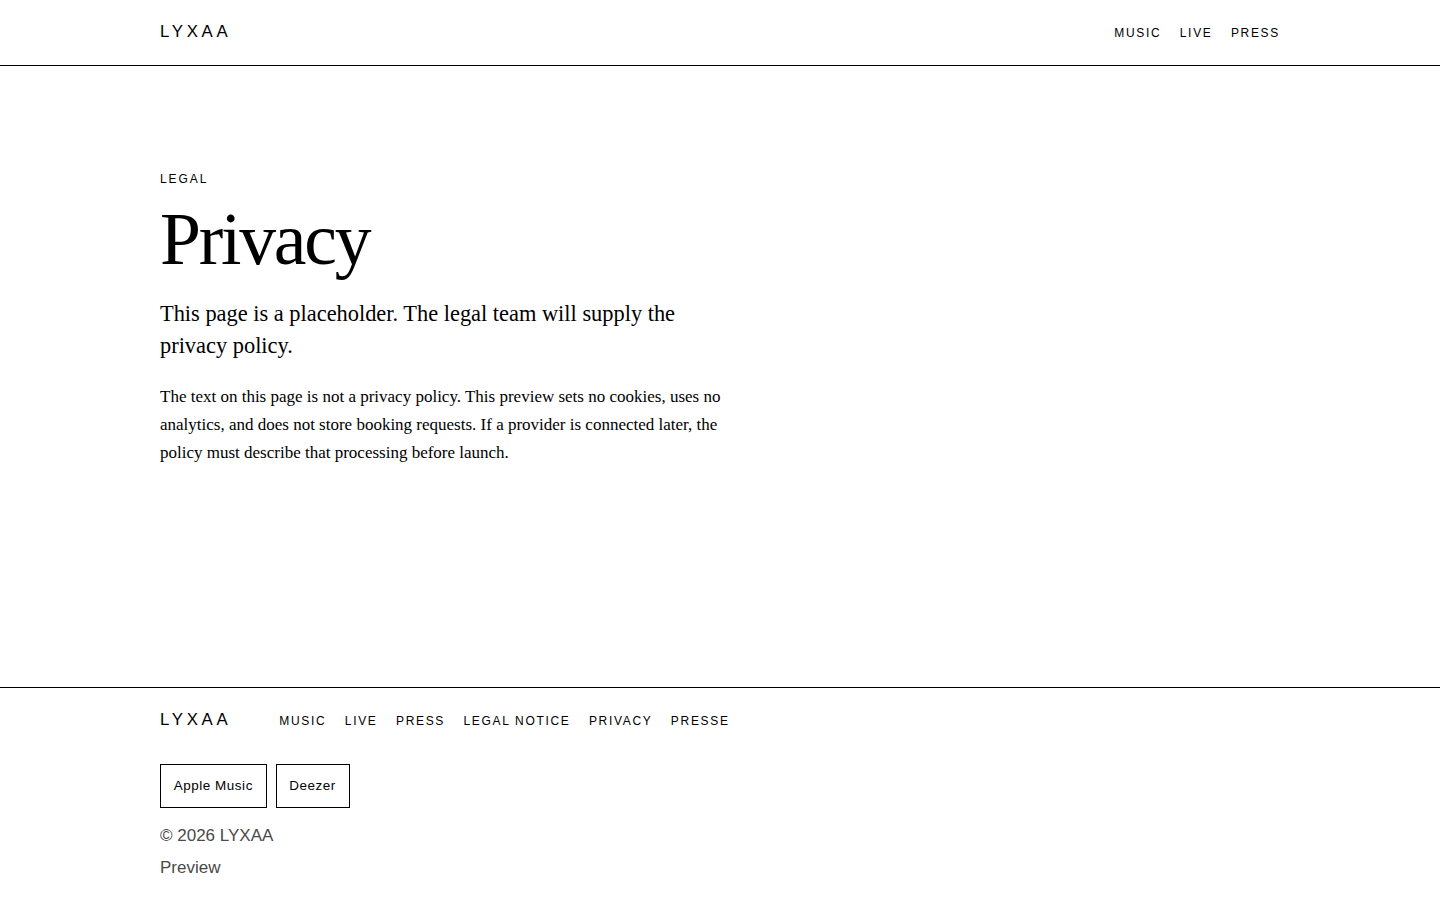 LYXAA
MUSIC LIVE PRESS
LEGAL
Privacy
This page is a placeholder. The legal team will supply the
privacy policy.
The text on this page is not a privacy policy. This preview sets no cookies, uses no
analytics, and does not store booking requests. If a provider is connected later, the
policy must describe that processing before launch.
LYXAA MUSIC LIVE PRESS LEGAL NOTICE PRIVACY PRESSE
Apple Music Deezer
© 2026 LYXAA
Preview